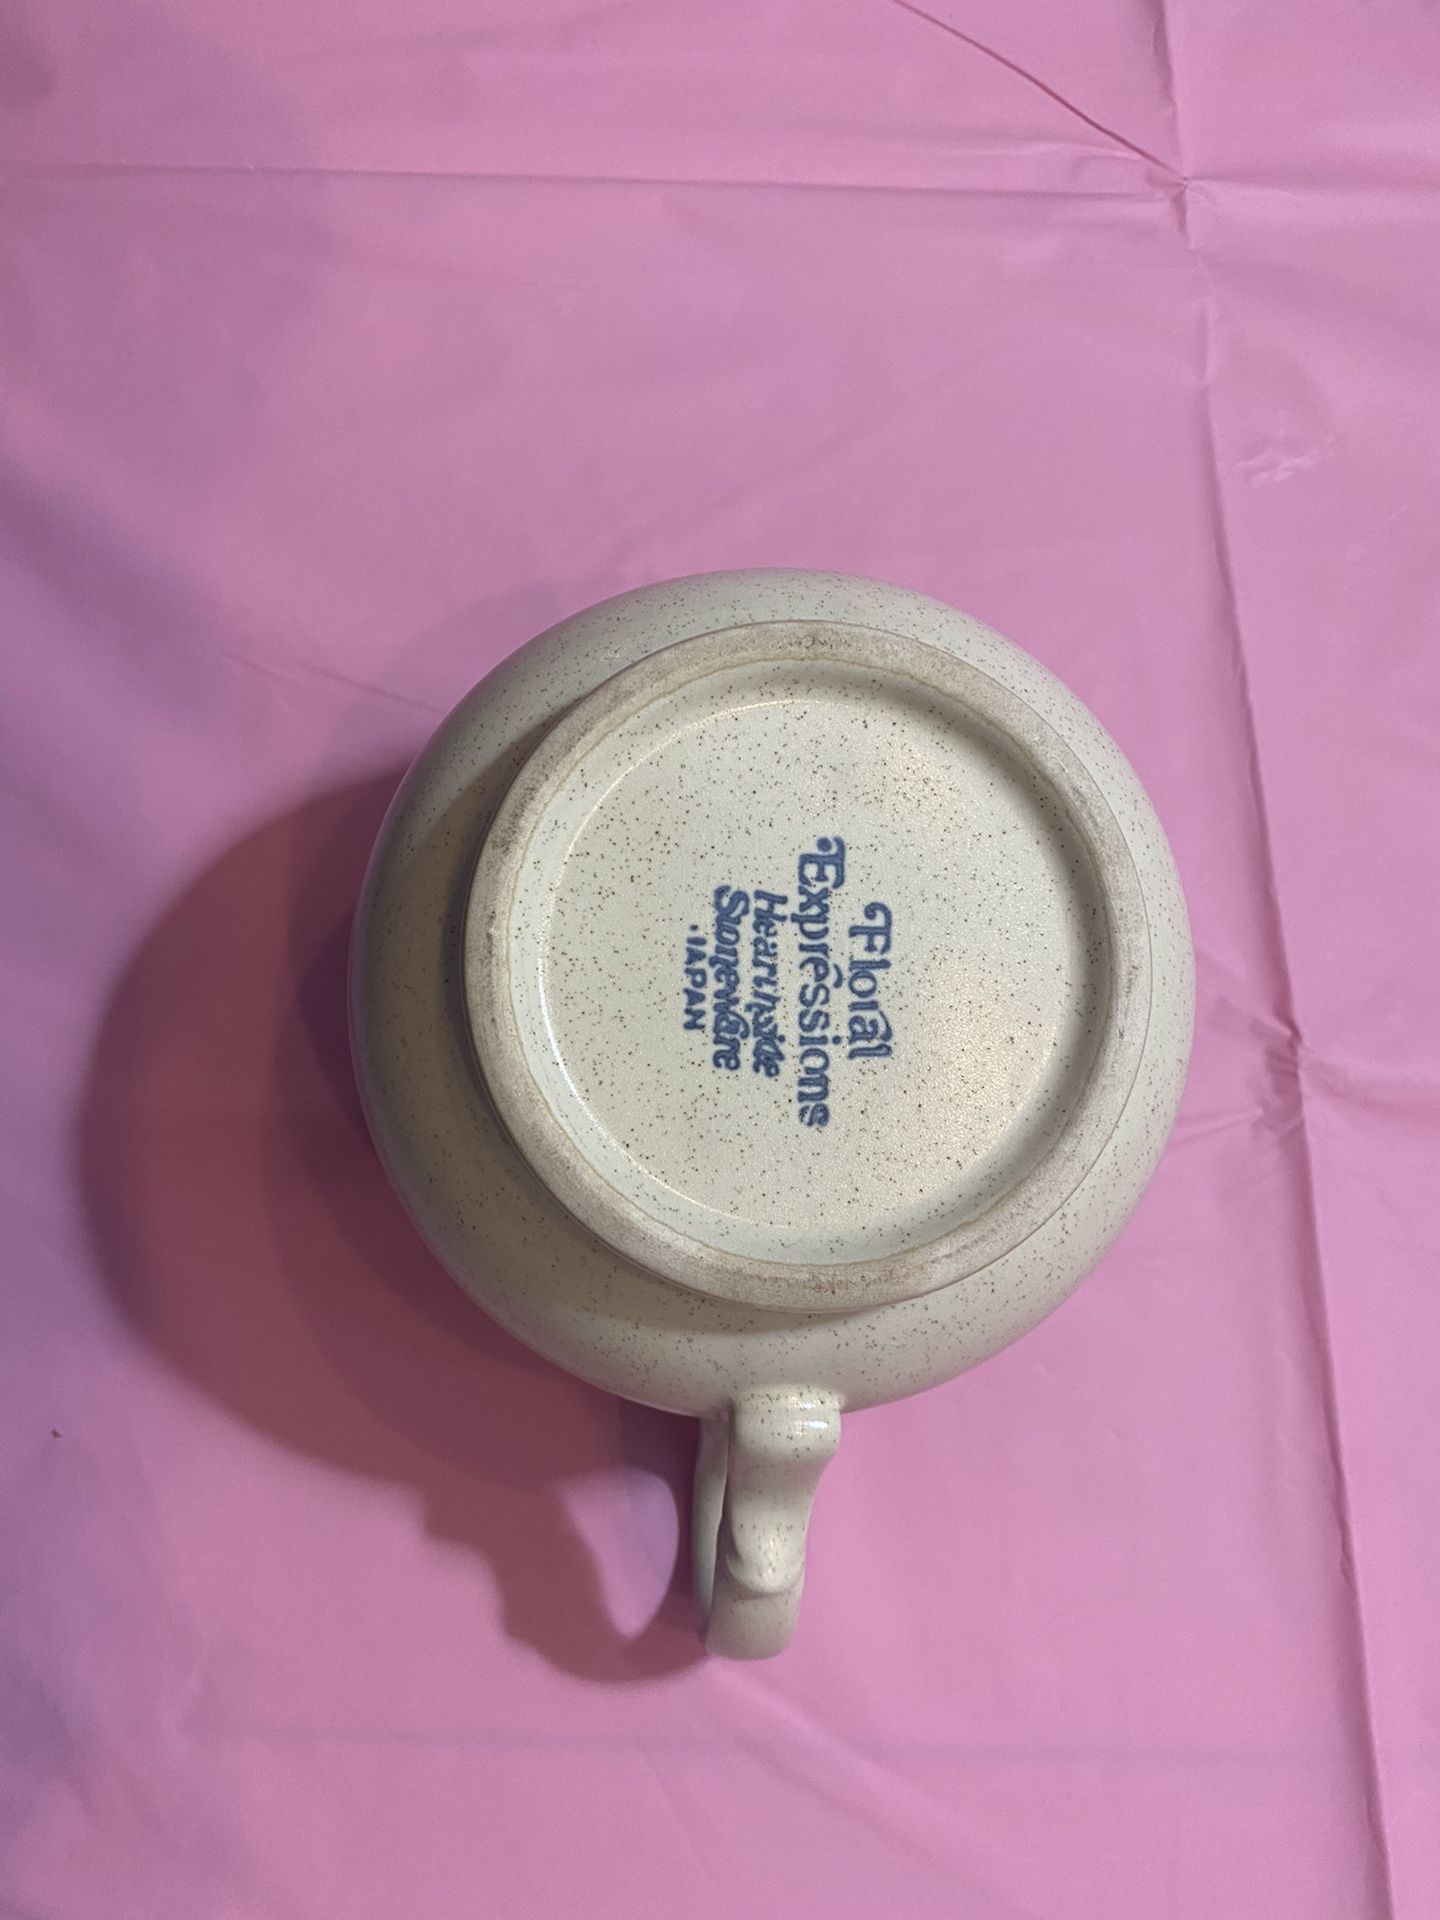 Floral
Expressions
Hearthside
Stoneware
JAPAN